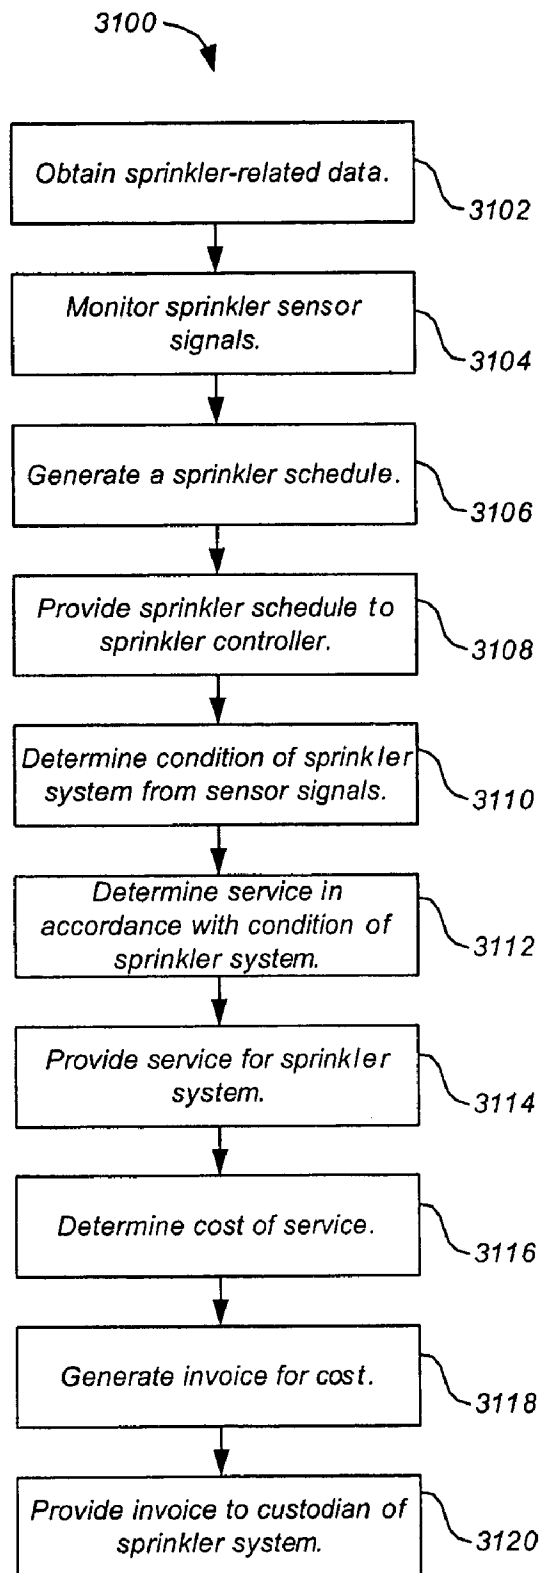 3100
Obtain sprinkler-related data.
3102
Monitor sprinkler sensor
signals.
3104
Generate a sprinkler schedule.
3106
Provide sprinkler schedule to
sprinkler controller.
3108
Determine condition of sprinkler
system from sensor signals.
3110
Determine service in
accordance with condition of
sprinkler system.
3112
Provide service for sprinkler
system.
3114
Determine cost of service.
3116
Generate invoice for cost.
3118
Provide invoice to custodian of
sprinkler system.
3120